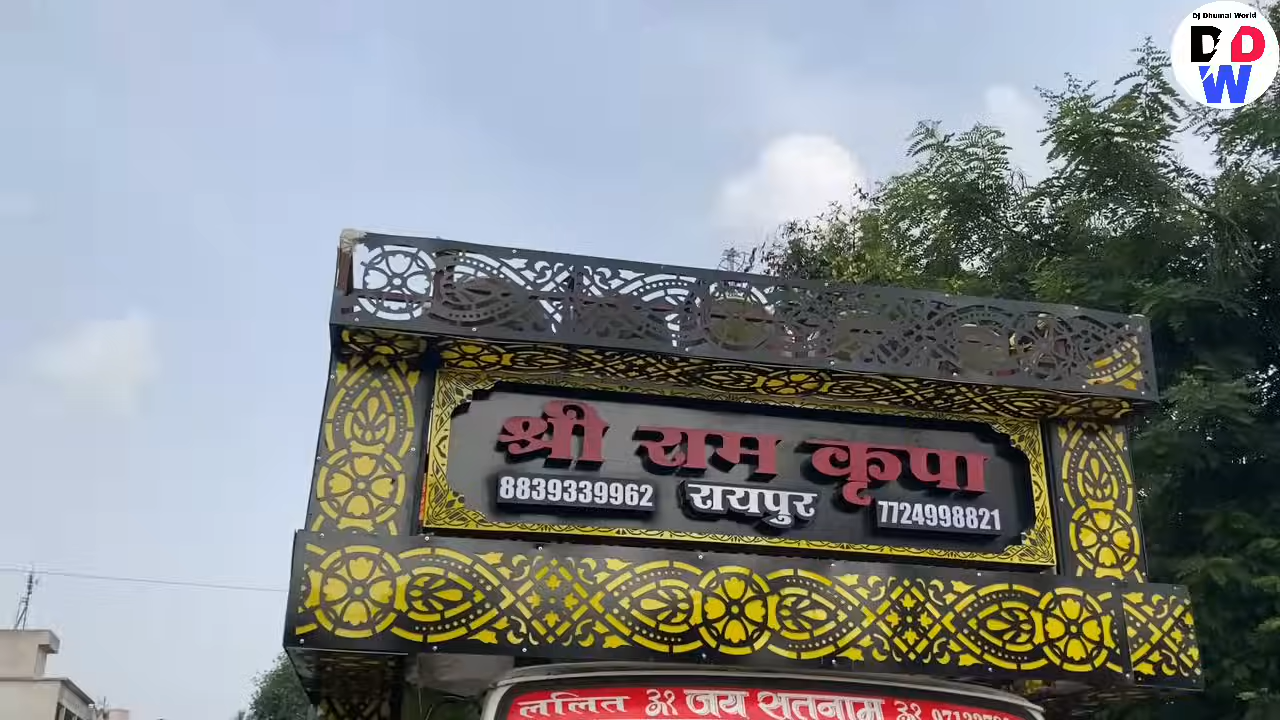 Dj Dhumal World
DDW
श्री राम कृपा
8839339962 रायपुर 7724998821
ललित ॐ जय सतनाम ॐ